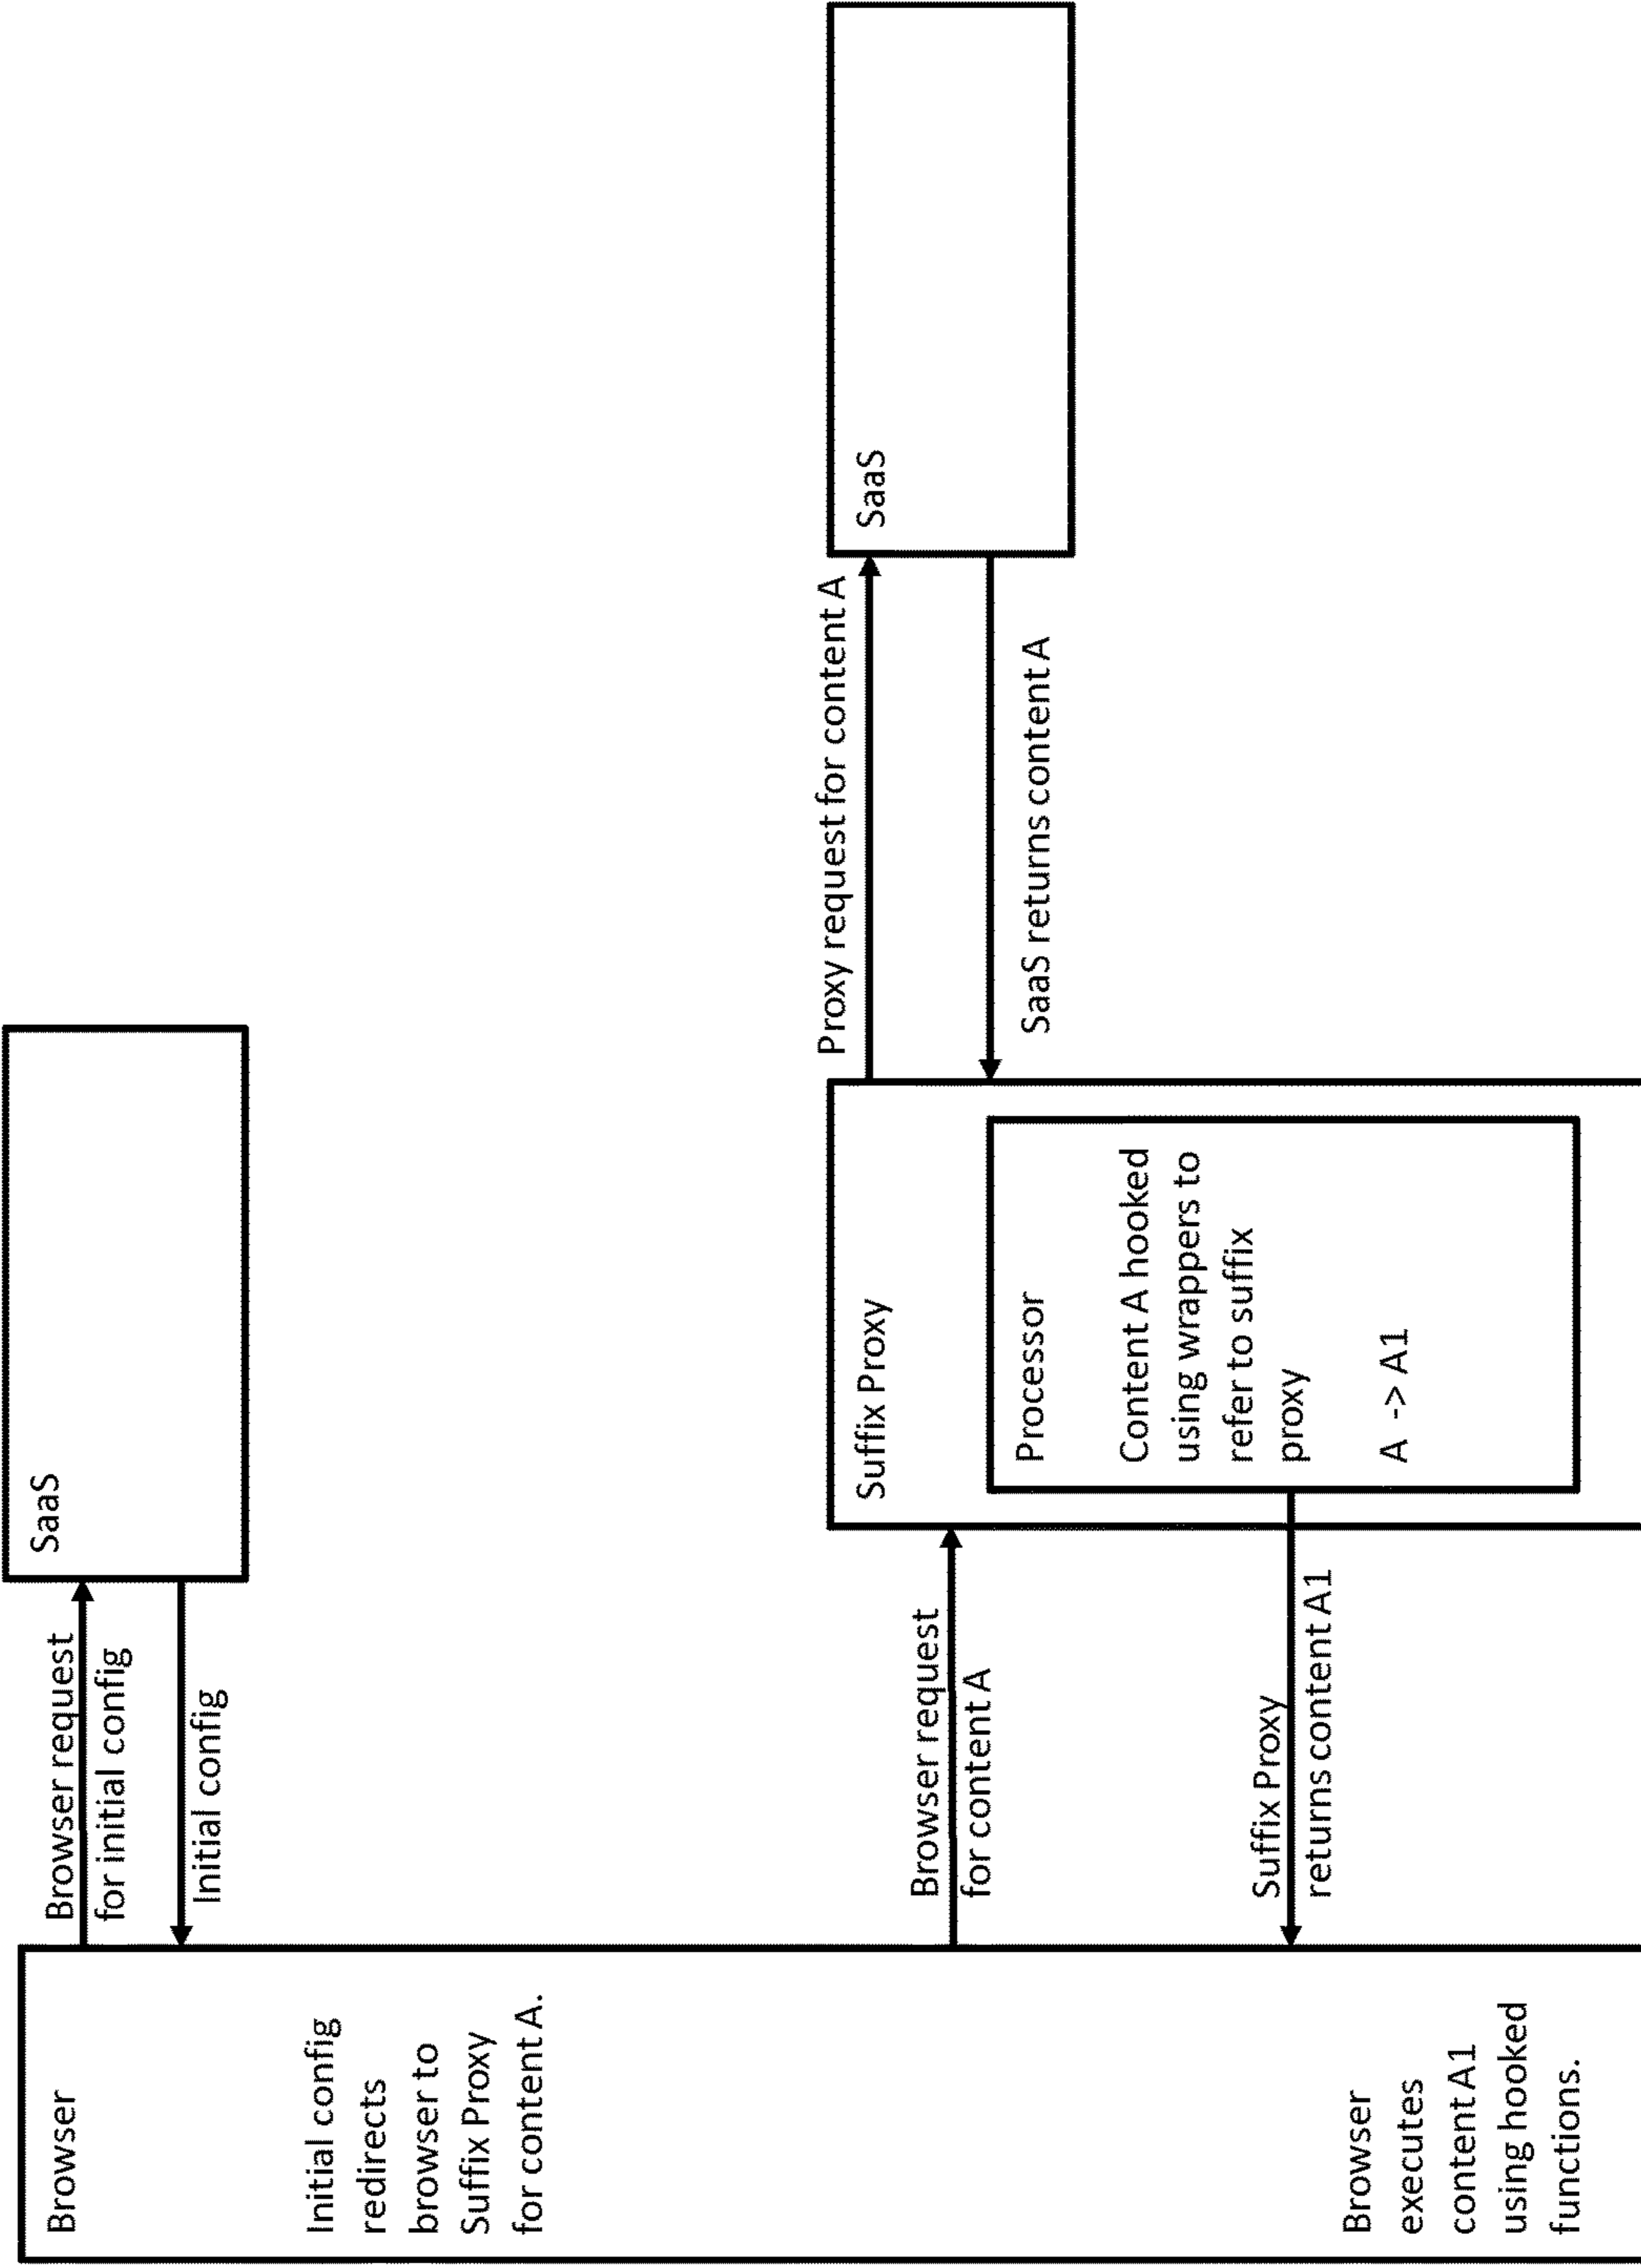 Browser
Initial config
redirects
browser to
Suffix Proxy
for content A.
Browser
executes
content A1
using hooked
functions.
Browser request
for initial config
Initial config
SaaS
Browser request
for content A
Suffix Proxy
returns content A1
Suffix Proxy
Processor
Content A hooked
using wrappers to
refer to suffix
proxy
A -> A1
Proxy request for content A
SaaS returns content A
SaaS